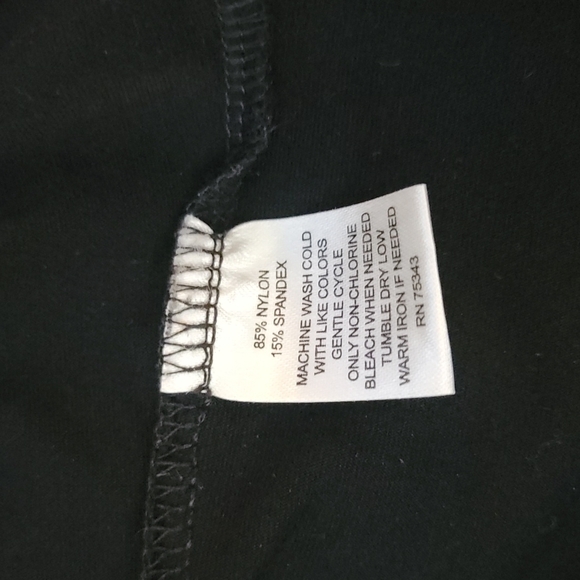 85% NYLON
15% SPANDEX
MACHINE WASH COLD
WITH LIKE COLORS
GENTLE CYCLE
ONLY NON-CHLORINE
BLEACH WHEN NEEDED
TUMBLE DRY LOW
WARM IRON IF NEEDED
RN 75343